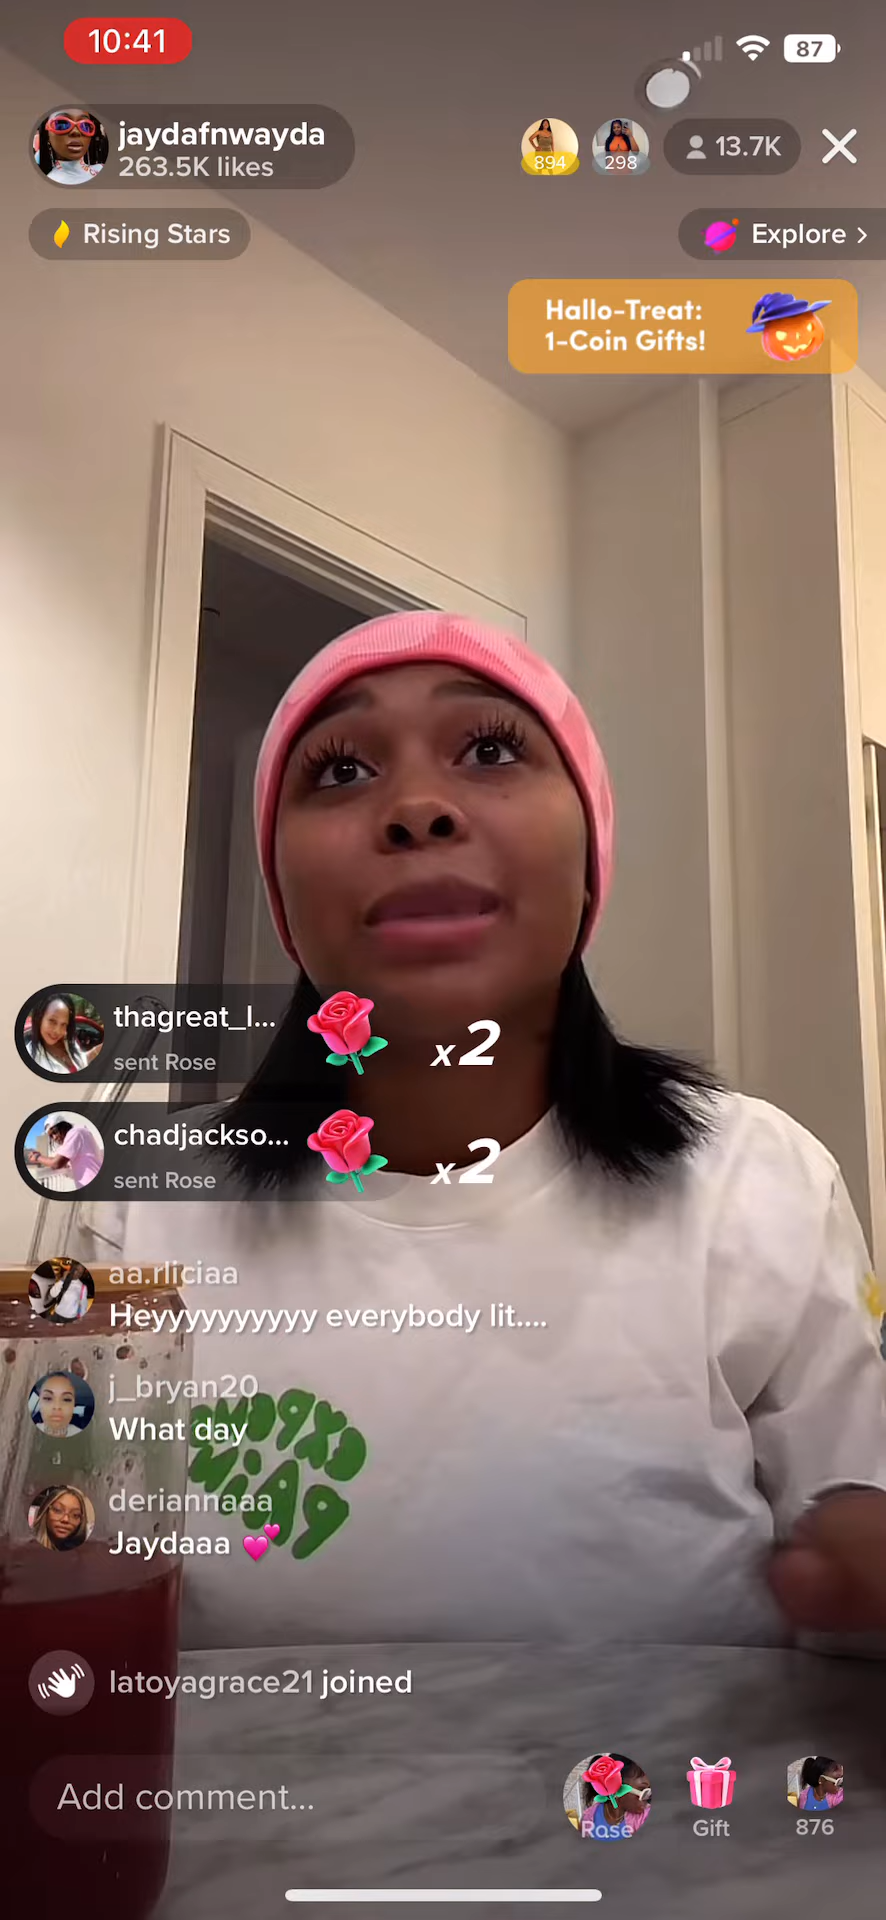 10:41
87
jaydafnwayda
263.5K likes
894
298
13.7K
Rising Stars
Explore
Hallo-Treat:
1-Coin Gifts!
thagreat_l...
sent Rose
x2
chadjackso...
sent Rose
x2
aa.rliciaa
Heyyyyyyyyyy everybody lit....
j_bryan20
What day
deriannaaa
Jaydaaa 💕
latoyagrace21 joined
Add comment...
Rose
Gift
876